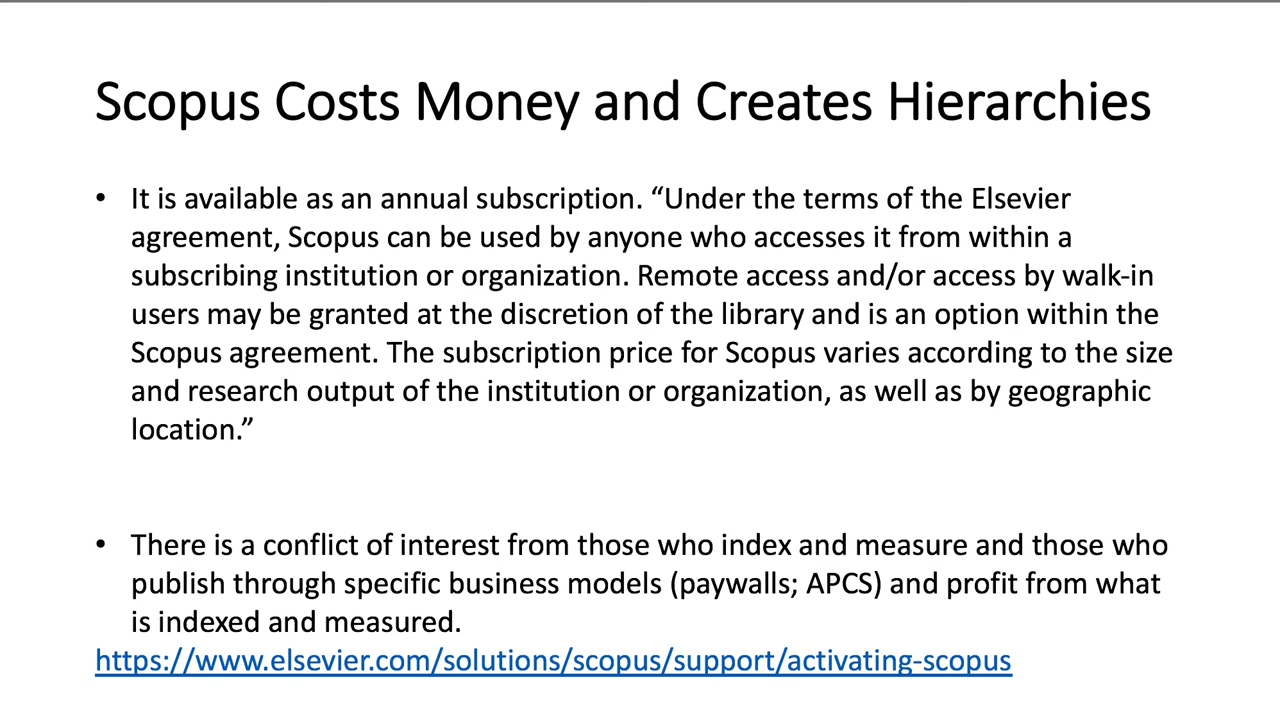 Scopus Costs Money and Creates Hierarchies
• It is available as an annual subscription. “Under the terms of the Elsevier
agreement, Scopus can be used by anyone who accesses it from within a
subscribing institution or organization. Remote access and/or access by walk-in
users may be granted at the discretion of the library and is an option within the
Scopus agreement. The subscription price for Scopus varies according to the size
and research output of the institution or organization, as well as by geographic
location.”
• There is a conflict of interest from those who index and measure and those who
publish through specific business models (paywalls; APCS) and profit from what
is indexed and measured.
https://www.elsevier.com/solutions/scopus/support/activating-scopus